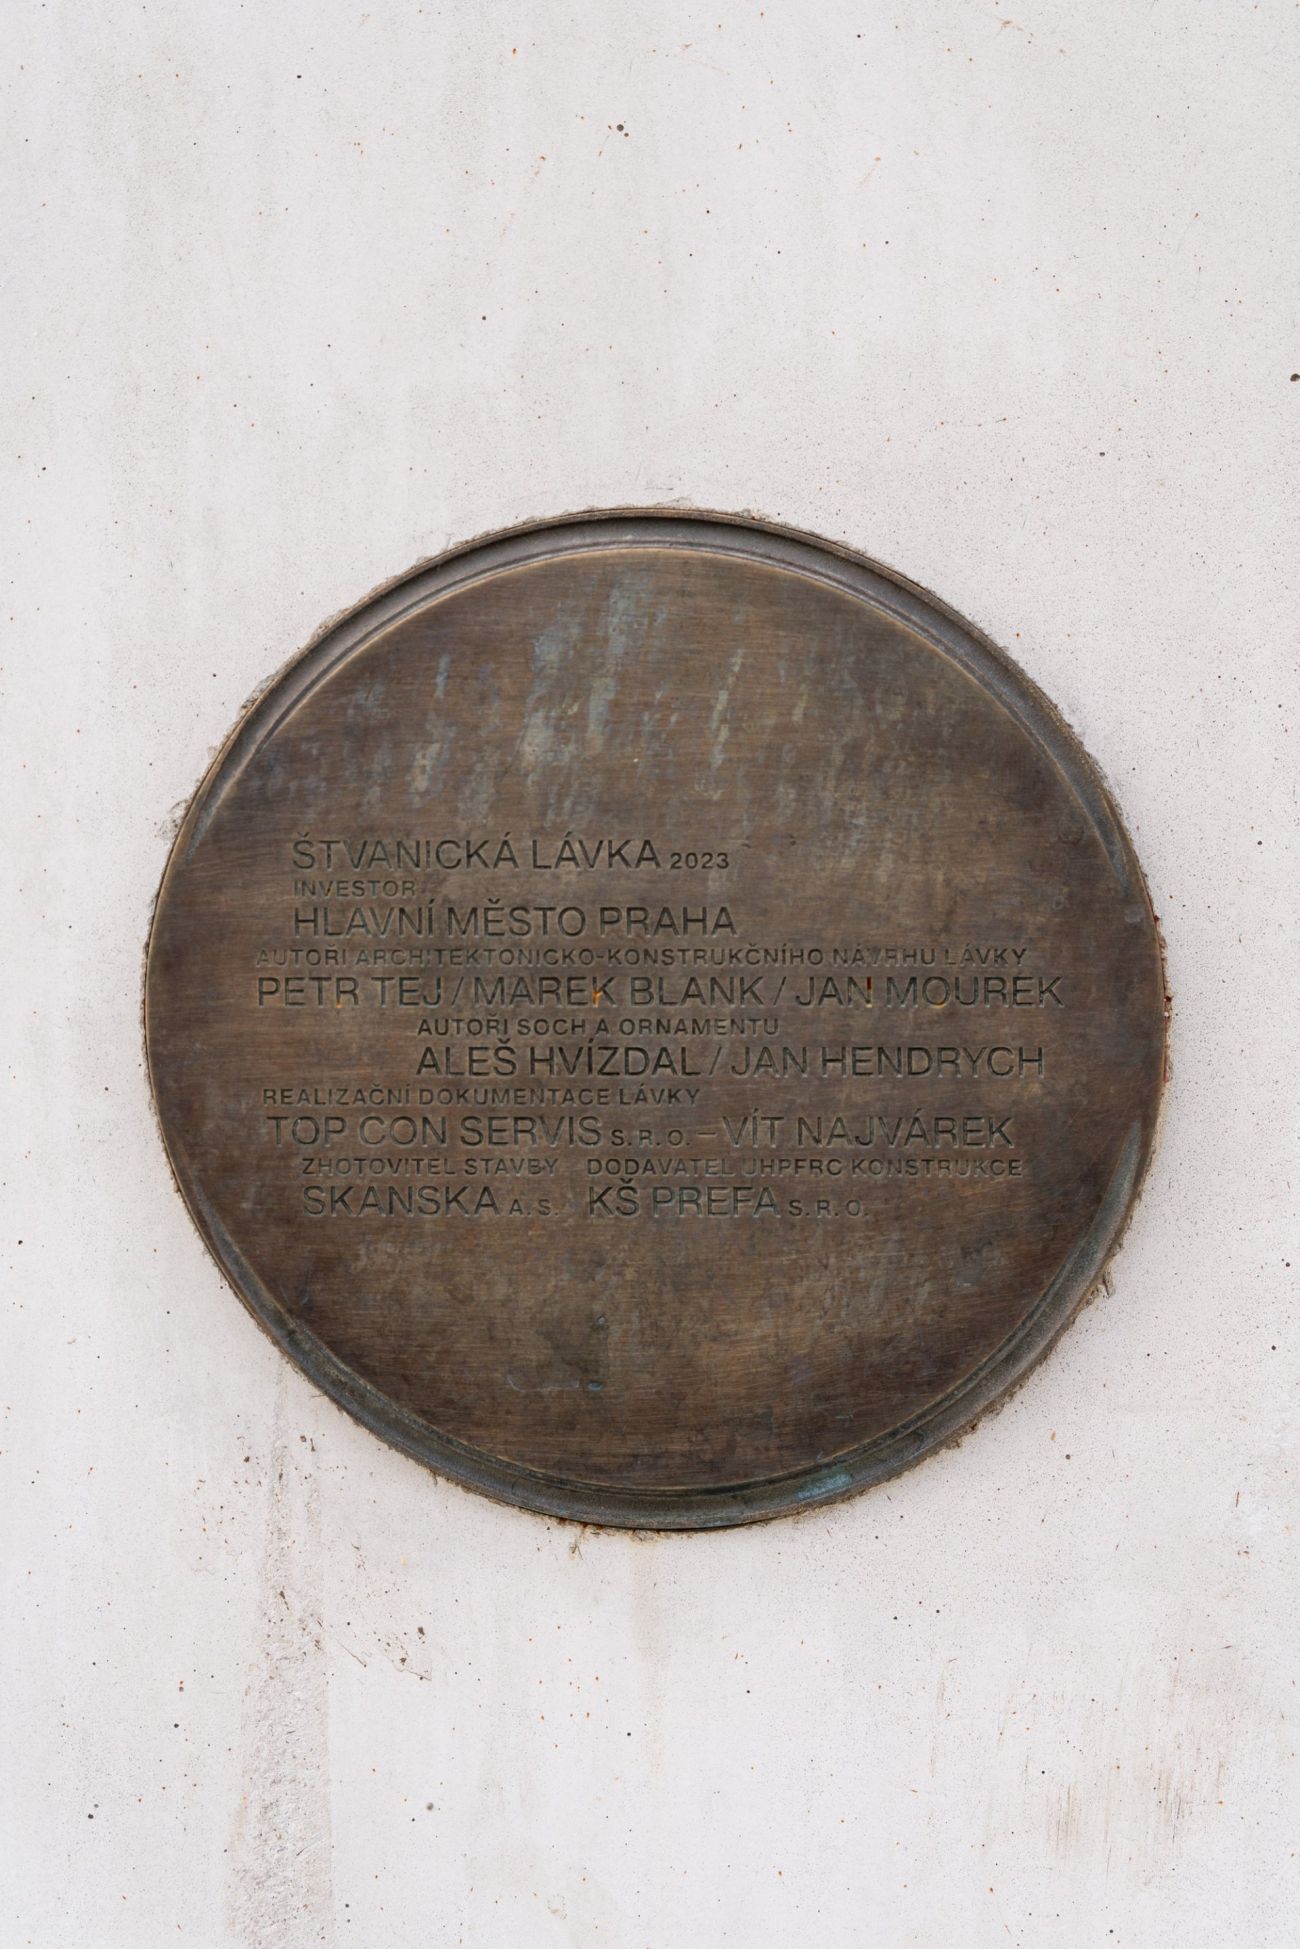 ŠTVANICKÁ LÁVKA 2023
INVESTOR
HLAVNÍ MĚSTO PRAHA
AUTOŘI ARCHITEKTONICKO-KONSTRUKČNÍHO NÁVRHU LÁVKY
PETR TEJ / MAREK BLANK / JAN MOUREK
AUTOŘI SOCH A ORNAMENTU
ALEŠ HVÍZDAL / JAN HENDRYCH
REALIZAČNÍ DOKUMENTACE LÁVKY
TOP CON SERVIS S.R.O. – VÍT NAJVÁREK
ZHOTOVITEL STAVBY DODAVATEL UHPFRC KONSTRUKCE
SKANSKA A.S. KŠ PREFA S.R.O.